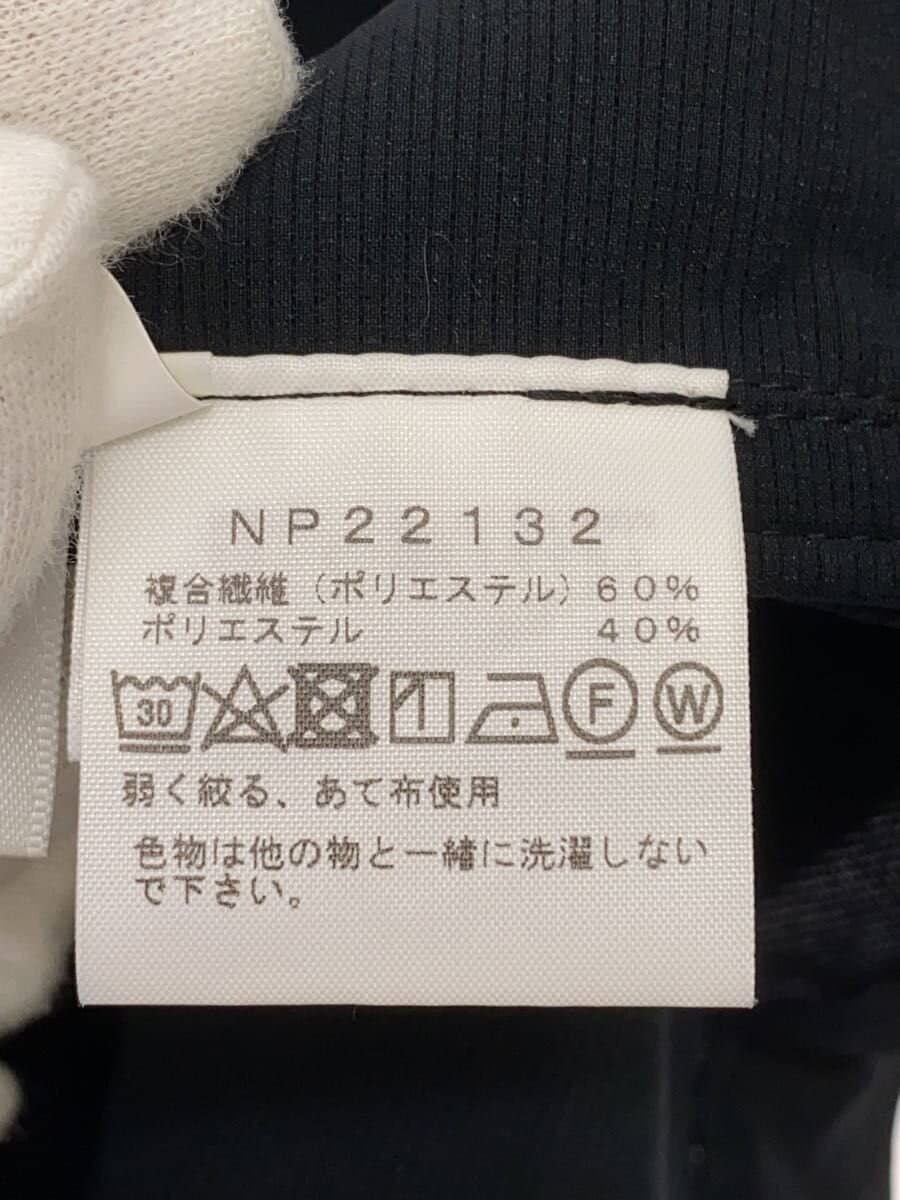 NP22132
複合繊維（ポリエステル）60%
ポリエステル 40%
30 F W
弱く絞る、あて布使用
色物は他の物と一緒に洗濯しない
で下さい。